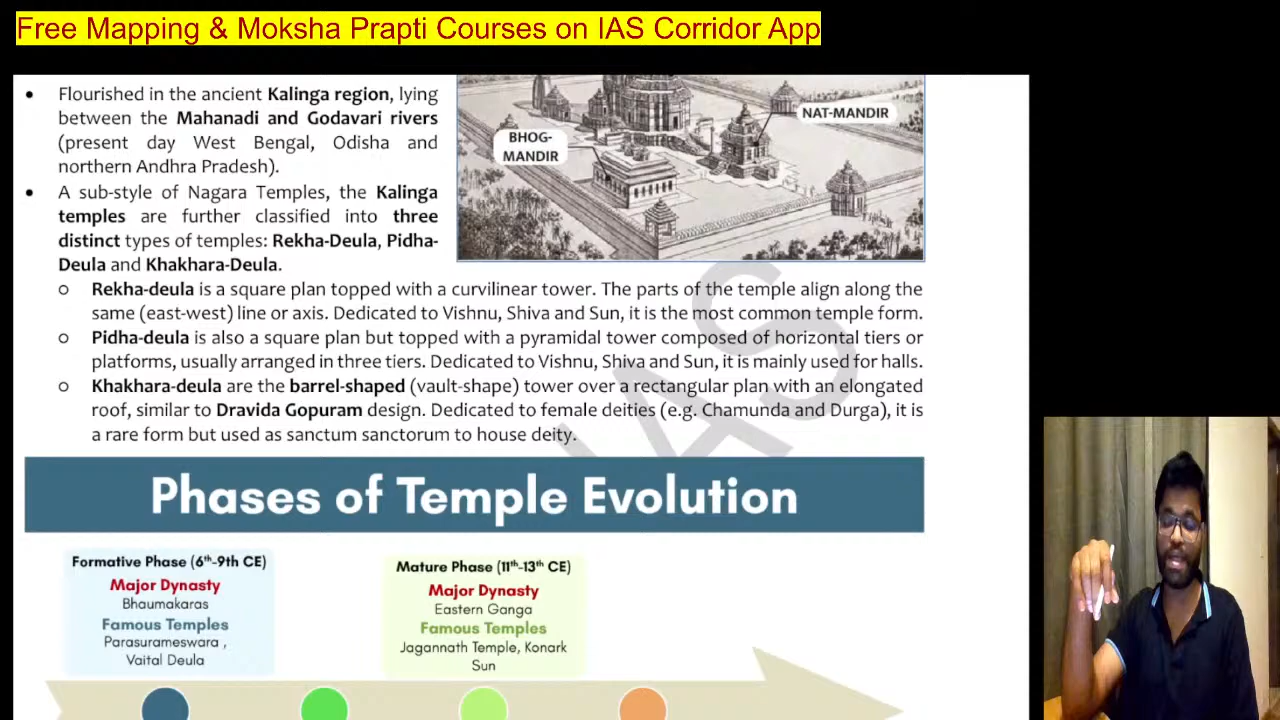 Free Mapping & Moksha Prapti Courses on IAS Corridor App
• Flourished in the ancient Kalinga region, lying
between the Mahanadi and Godavari rivers
(present day West Bengal, Odisha and
northern Andhra Pradesh).
• A sub-style of Nagara Temples, the Kalinga
temples are further classified into three
distinct types of temples: Rekha-Deula, Pidha-
Deula and Khakhara-Deula.
BHOG-
MANDIR
NAT-MANDIR
o Rekha-deula is a square plan topped with a curvilinear tower. The parts of the temple align along the
same (east-west) line or axis. Dedicated to Vishnu, Shiva and Sun, it is the most common temple form.
o Pidha-deula is also a square plan but topped with a pyramidal tower composed of horizontal tiers or
platforms, usually arranged in three tiers. Dedicated to Vishnu, Shiva and Sun, it is mainly used for halls.
o Khakhara-deula are the barrel-shaped (vault-shape) tower over a rectangular plan with an elongated
roof, similar to Dravida Gopuram design. Dedicated to female deities (e.g. Chamunda and Durga), it is
a rare form but used as sanctum sanctorum to house deity.
IAS
Phases of Temple Evolution
Formative Phase (6th-9th CE)
Major Dynasty
Bhaumakaras
Famous Temples
Parasurameswara ,
Vaital Deula
Mature Phase (11th-13th CE)
Major Dynasty
Eastern Ganga
Famous Temples
Jagannath Temple, Konark
Sun